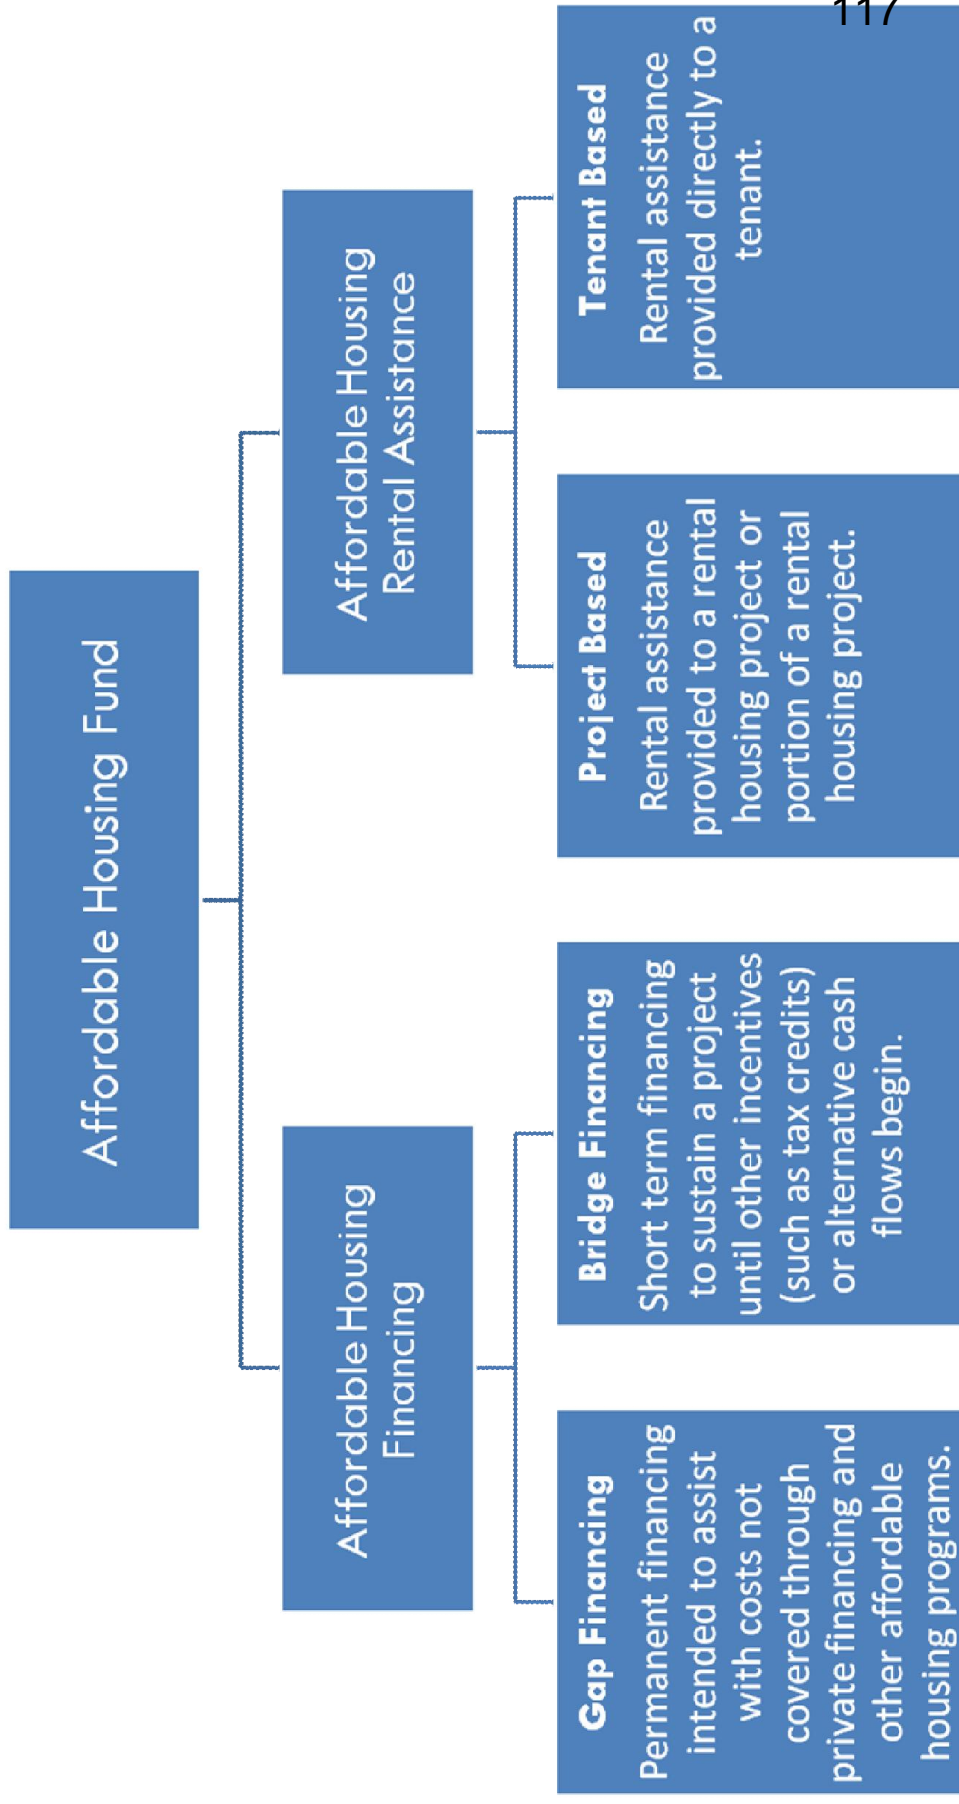 117
Affordable Housing Fund
Affordable Housing
Financing
Affordable Housing
Rental Assistance
Gap Financing
Permanent financing
intended to assist
with costs not
covered through
private financing and
other affordable
housing programs.
Bridge Financing
Short term financing
to sustain a project
until other incentives
(such as tax credits)
or alternative cash
flows begin.
Project Based
Rental assistance
provided to a rental
housing project or
portion of a rental
housing project.
Tenant Based
Rental assistance
provided directly to a
tenant.